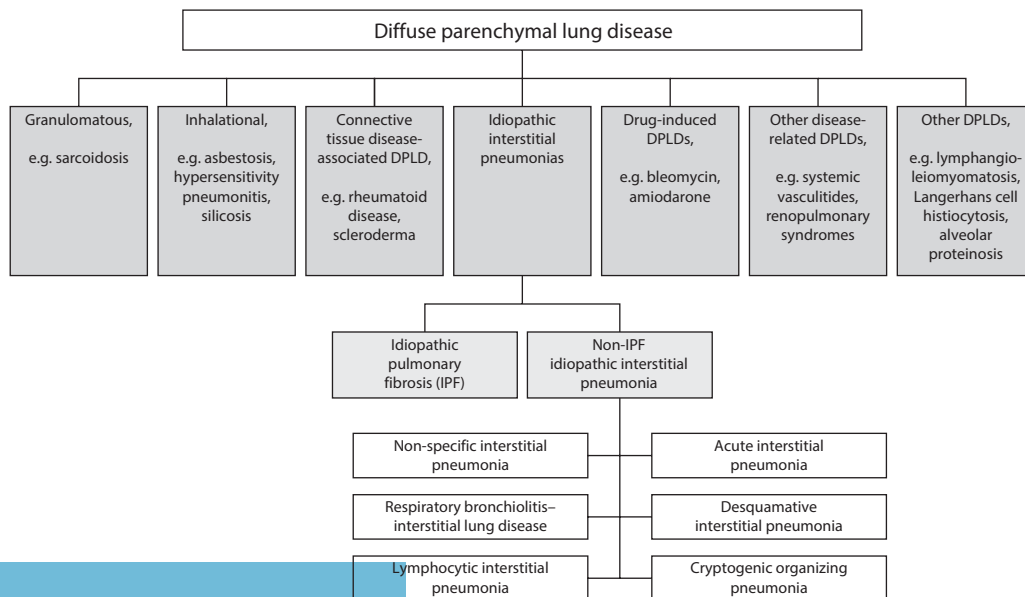 Diffuse parenchymal lung disease
Granulomatous,
e.g. sarcoidosis
Inhalational,
e.g. asbestosis,
hypersensitivity
pneumonitis,
silicosis
Connective
tissue disease-
associated DPLD,
e.g. rheumatoid
disease,
scleroderma
Idiopathic
interstitial
pneumonias
Drug-induced
DPLDs,
e.g. bleomycin,
amiodarone
Other disease-
related DPLDs,
e.g. systemic
vasculitides,
renopulmonary
syndromes
Other DPLDs,
e.g. lymphangio-
leiomyomatosis,
Langerhans cell
histiocytosis,
alveolar
proteinosis
Idiopathic
pulmonary
fibrosis (IPF)
Non-IPF
idiopathic interstitial
pneumonia
Non-specific interstitial
pneumonia
Acute interstitial
pneumonia
Respiratory bronchiolitis–
interstitial lung disease
Desquamative
interstitial pneumonia
Lymphocytic interstitial
pneumonia
Cryptogenic organizing
pneumonia